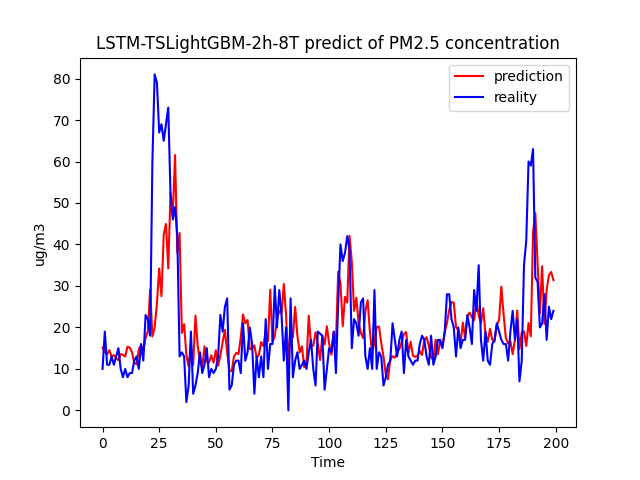 LSTM-TSLightGBM-2h-8T predict of PM2.5 concentration
prediction
reality
80
70
60
50
40
30
20
10
0
ug/m3
0 25 50 75 100 125 150 175 200
Time